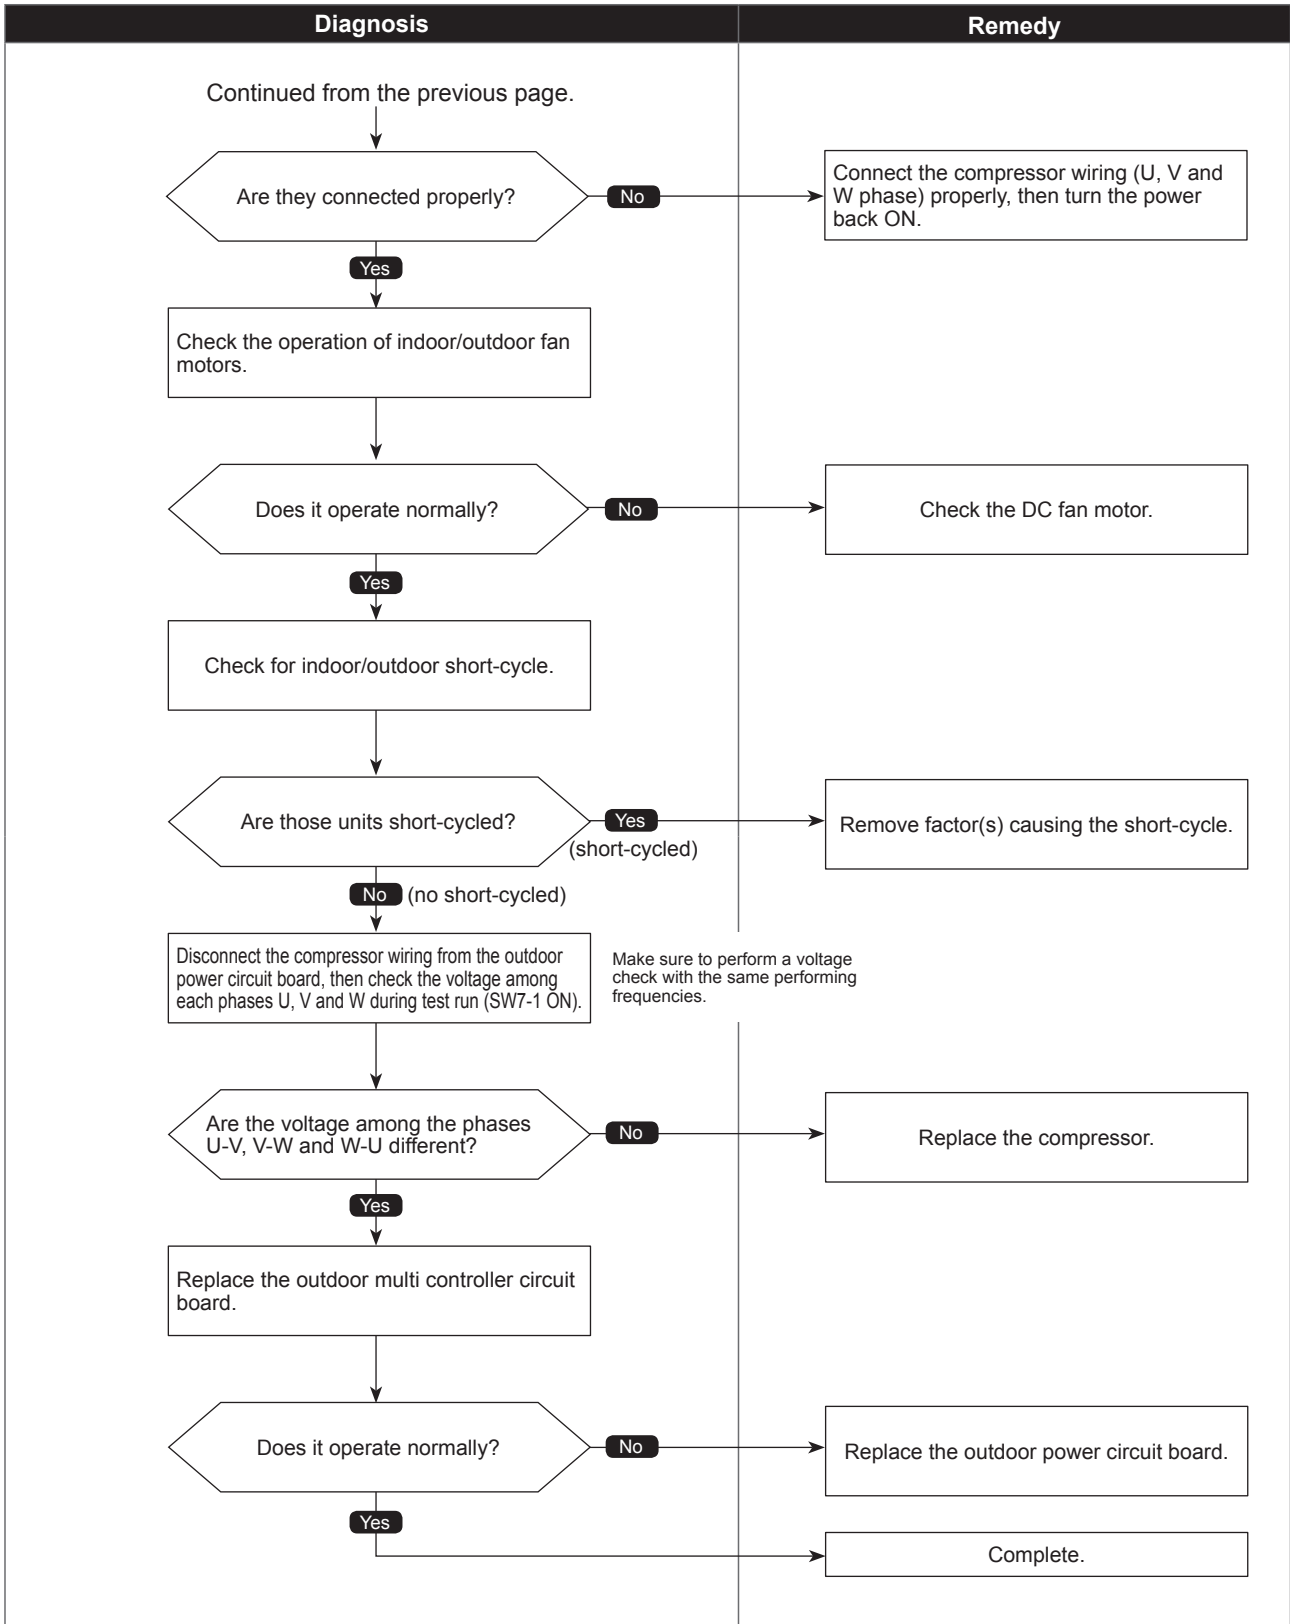 Diagnosis
Remedy
Continued from the previous page.
Are they connected properly?
No
Connect the compressor wiring (U, V and
W phase) properly, then turn the power
back ON.
Yes
Check the operation of indoor/outdoor fan
motors.
Does it operate normally?
No
Check the DC fan motor.
Yes
Check for indoor/outdoor short-cycle.
Are those units short-cycled?
Yes
(short-cycled)
Remove factor(s) causing the short-cycle.
No (no short-cycled)
Disconnect the compressor wiring from the outdoor
power circuit board, then check the voltage among
each phases U, V and W during test run (SW7-1 ON).
Make sure to perform a voltage
check with the same performing
frequencies.
Are the voltage among the phases
U-V, V-W and W-U different?
No
Replace the compressor.
Yes
Replace the outdoor multi controller circuit
board.
Does it operate normally?
No
Replace the outdoor power circuit board.
Yes
Complete.